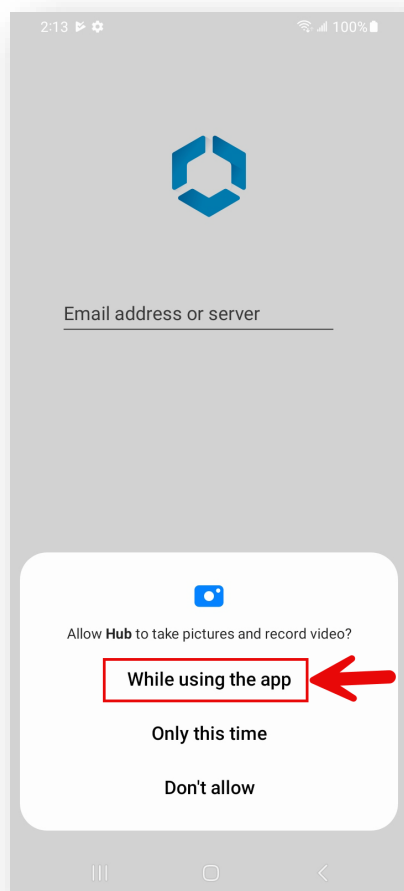 2:13 100%
Email address or server
Allow Hub to take pictures and record video?
While using the app
Only this time
Don't allow